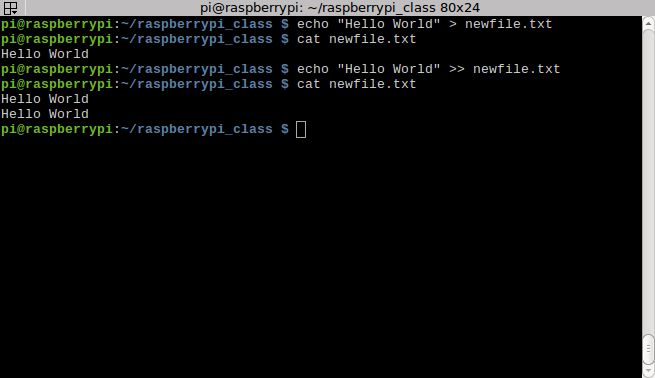 pi@raspberrypi: ~/raspberrypi_class 80x24
pi@raspberrypi:~/raspberrypi_class $ echo "Hello World" > newfile.txt
pi@raspberrypi:~/raspberrypi_class $ cat newfile.txt
Hello World
pi@raspberrypi:~/raspberrypi_class $ echo "Hello World" >> newfile.txt
pi@raspberrypi:~/raspberrypi_class $ cat newfile.txt
Hello World
Hello World
pi@raspberrypi:~/raspberrypi_class $